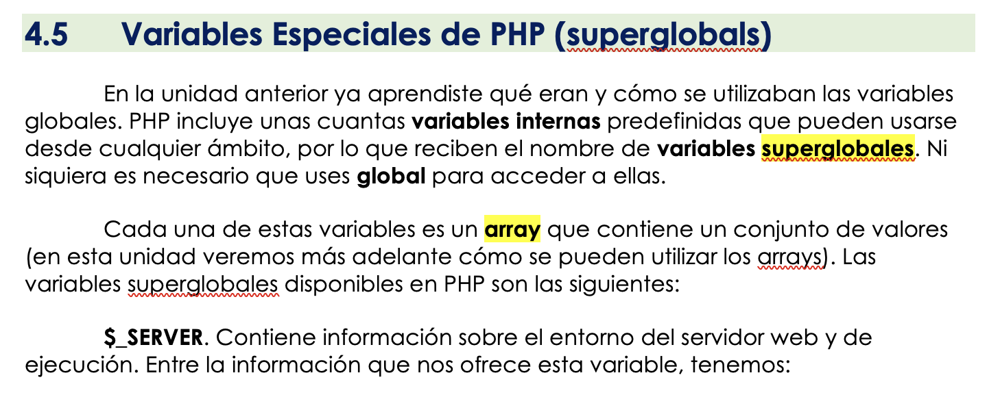 4.5 Variables Especiales de PHP (superglobals)
En la unidad anterior ya aprendiste qué eran y cómo se utilizaban las variables
globales. PHP incluye unas cuantas variables internas predefinidas que pueden usarse
desde cualquier ámbito, por lo que reciben el nombre de variables superglobales. Ni
siquiera es necesario que uses global para acceder a ellas.
Cada una de estas variables es un array que contiene un conjunto de valores
(en esta unidad veremos más adelante cómo se pueden utilizar los arrays). Las
variables superglobales disponibles en PHP son las siguientes:
$_SERVER. Contiene información sobre el entorno del servidor web y de
ejecución. Entre la información que nos ofrece esta variable, tenemos: